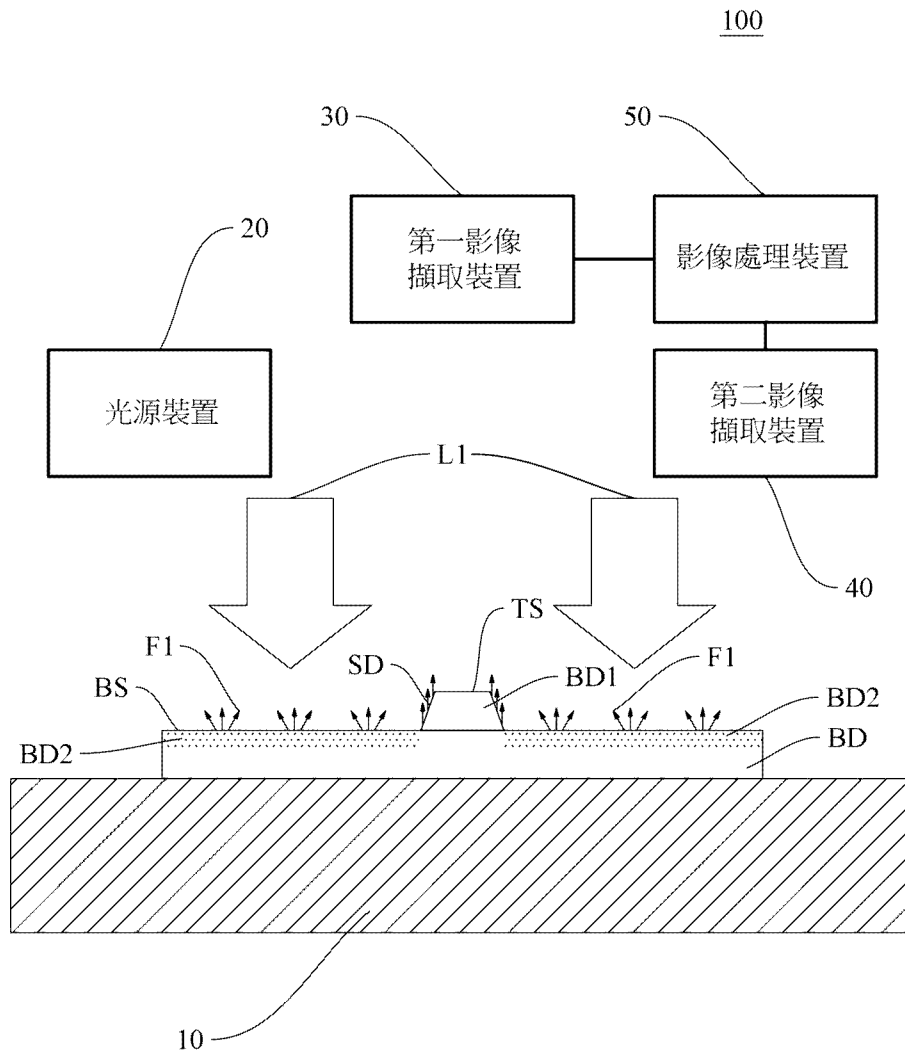 100
30
50
20
第一影像
擷取裝置
影像處理裝置
光源裝置
第二影像
擷取裝置
L1
40
TS
F1
SD
BD1
F1
BS
BD2
BD2
BD
10